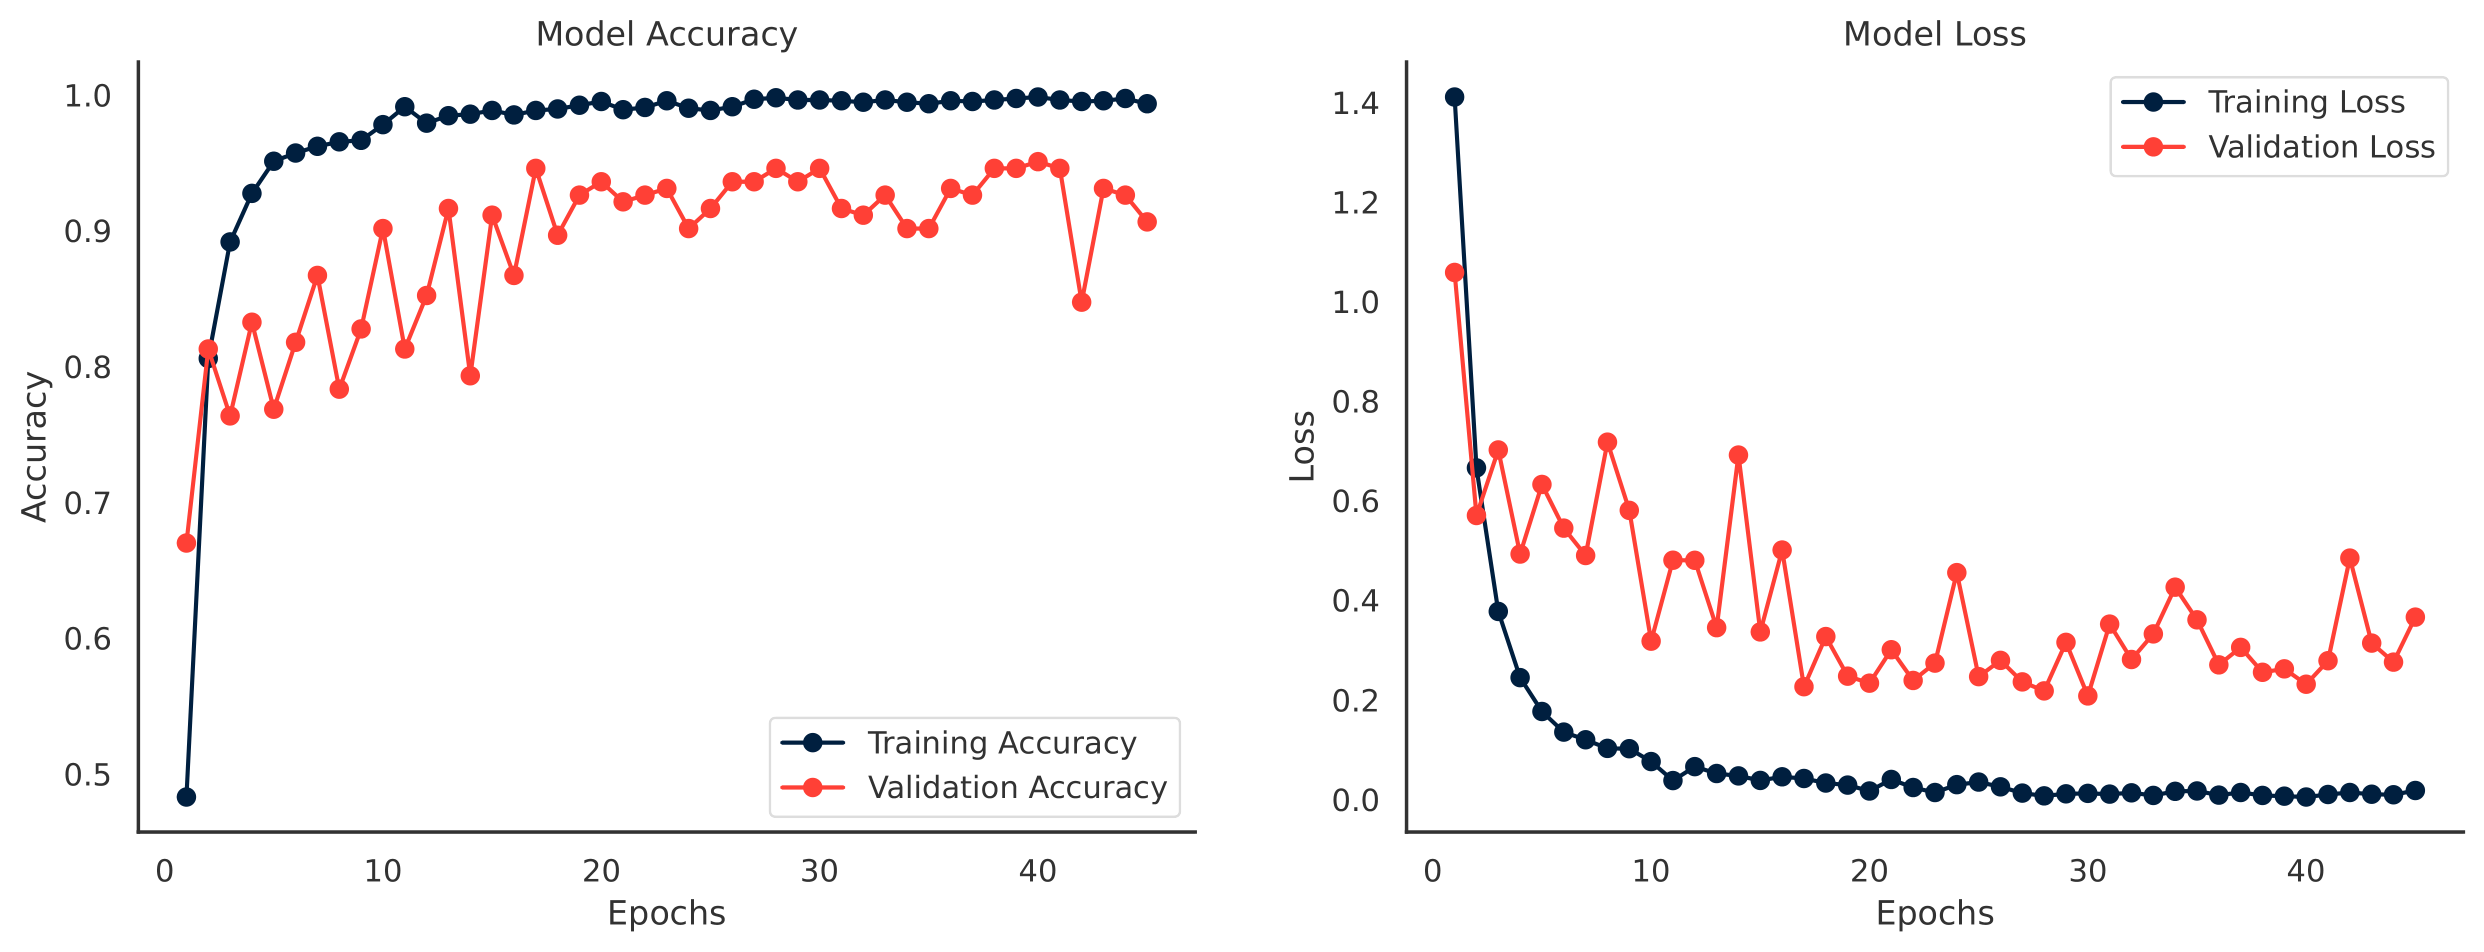 Model Accuracy
1.0
0.9
0.8
0.7
0.6
0.5
Accuracy
Training Accuracy
Validation Accuracy
0 10 20 30 40
Epochs
Model Loss
1.4
1.2
1.0
0.8
0.6
0.4
0.2
0.0
Loss
Training Loss
Validation Loss
0 10 20 30 40
Epochs